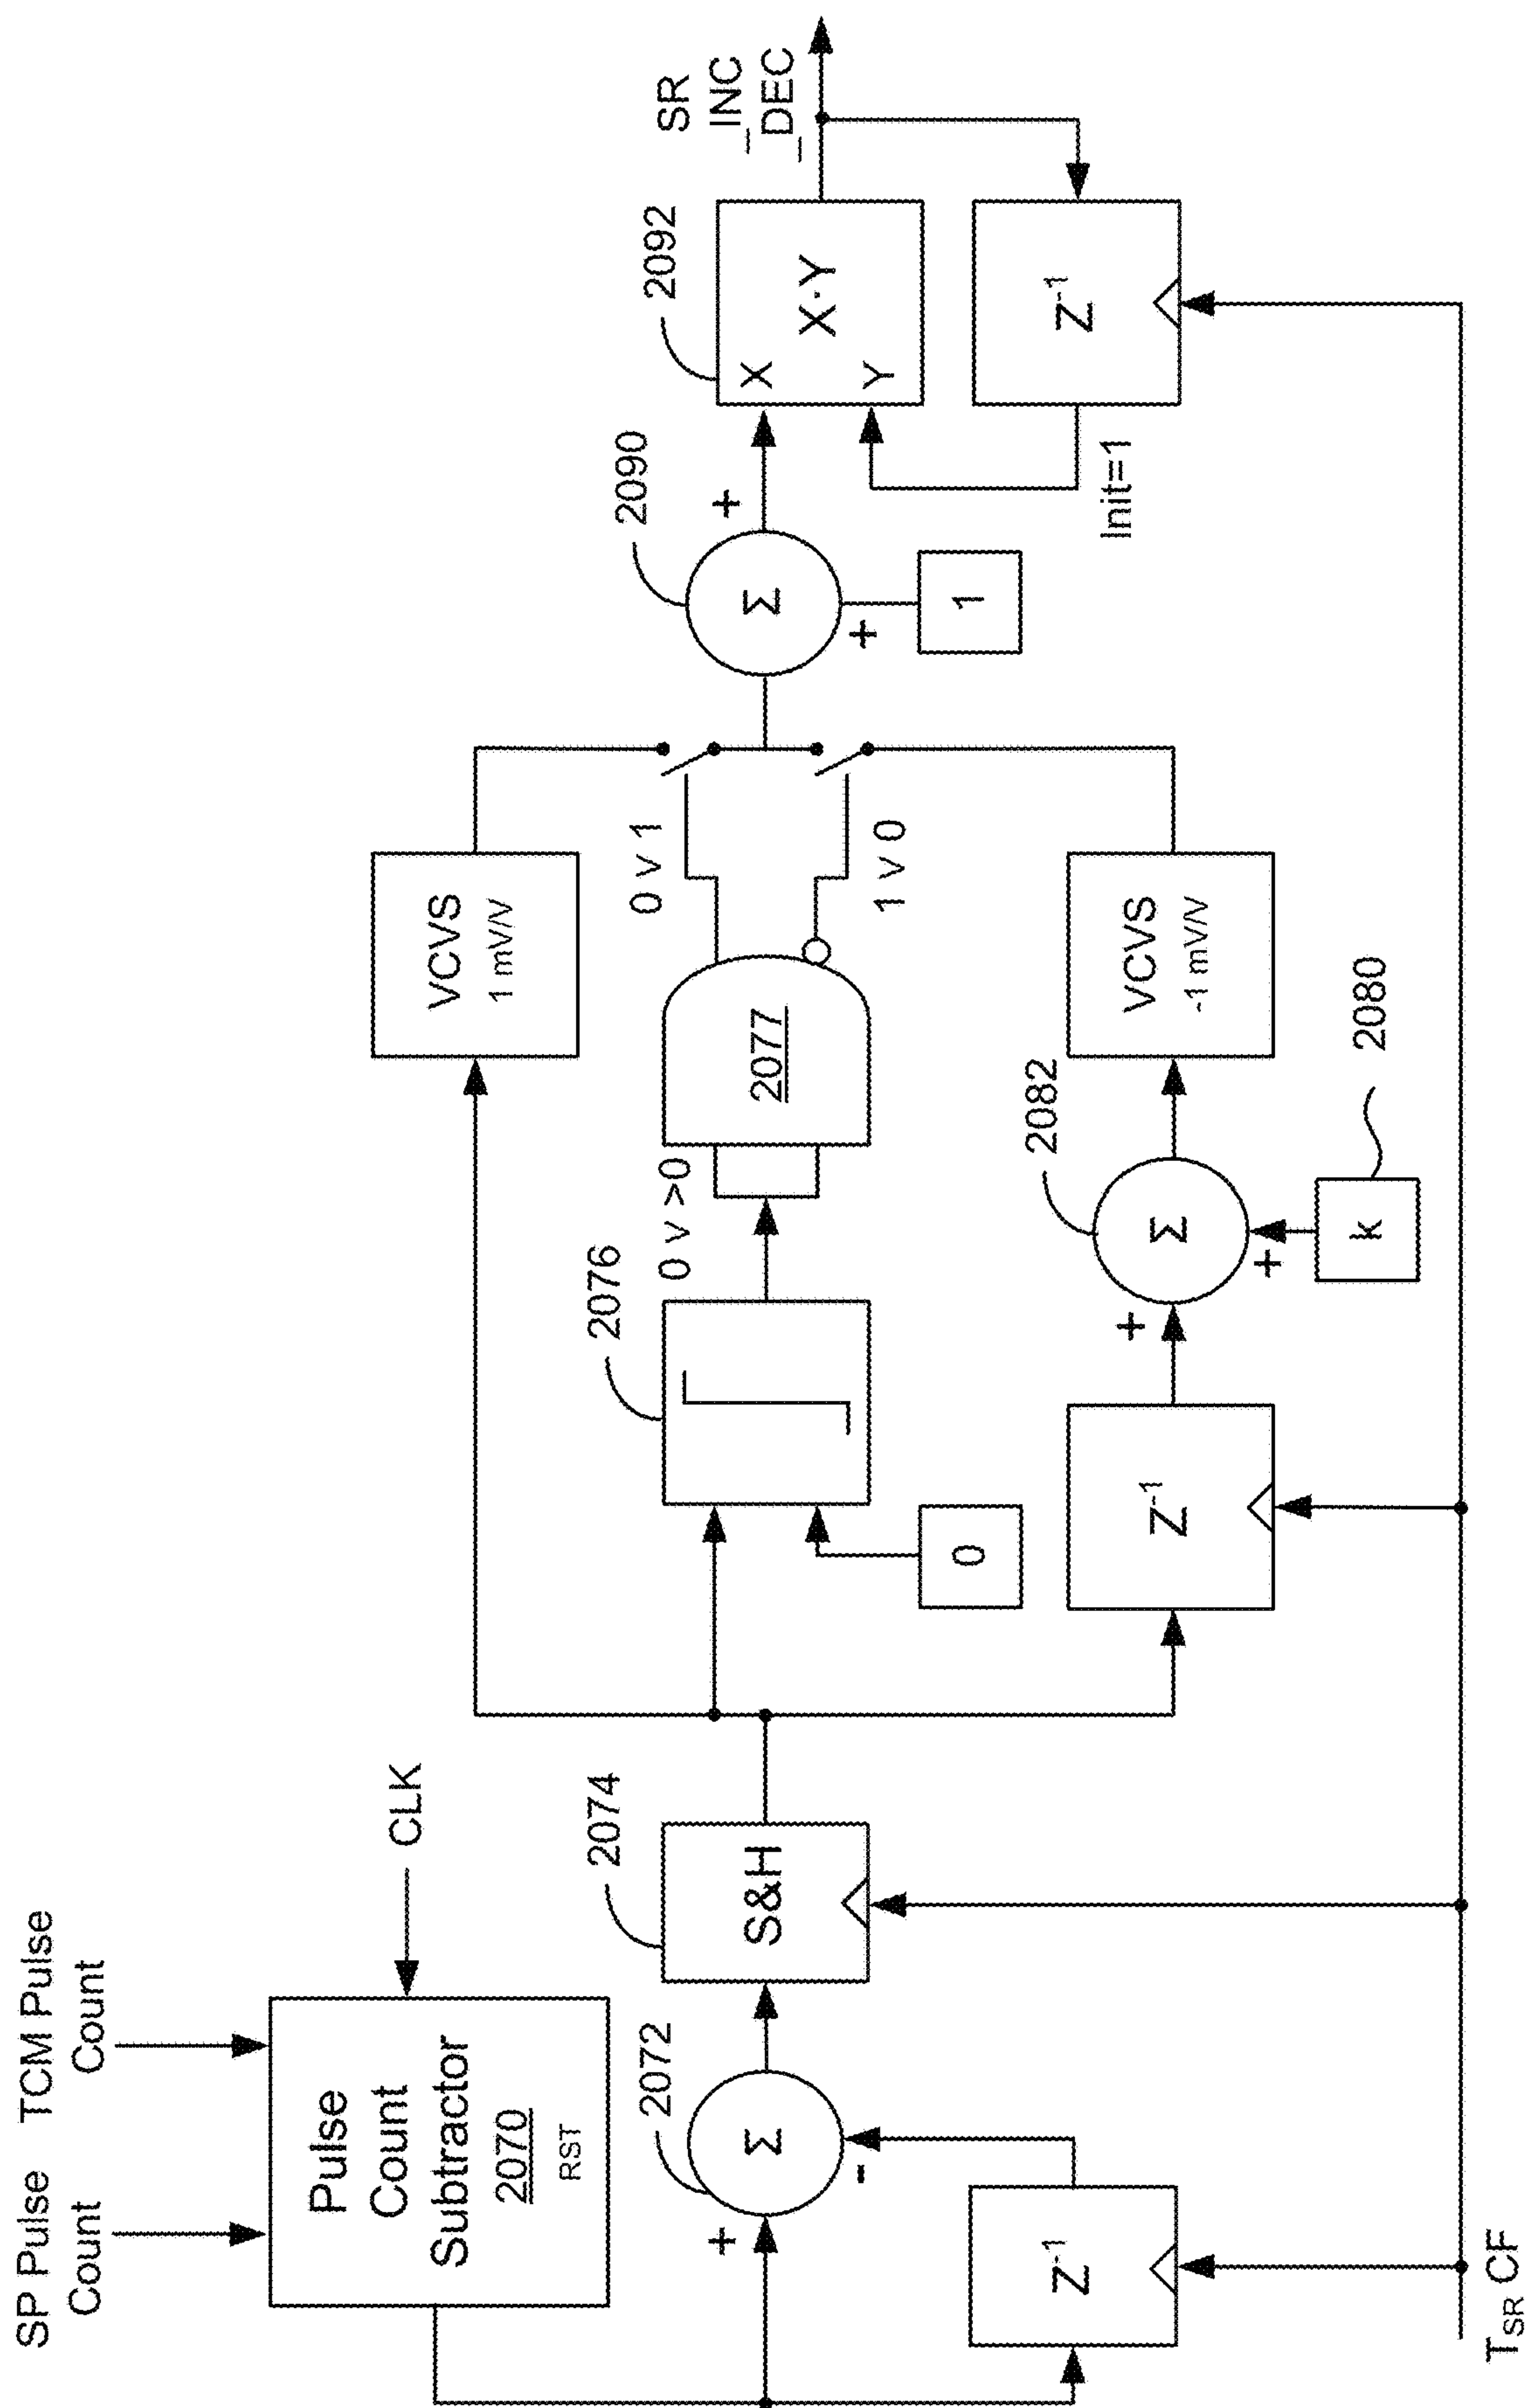 SP Pulse
Count
TCM Pulse
Count
CLK
Pulse
Count
Subtractor
2070
RST
+
-
Σ
2072
Z⁻¹
S&H
2074
T_SR CF
0
2076
0 v >0
2077
0 v 1
1 v 0
VCVS
1 mV/V
Z⁻¹
+
+
Σ
2082
k
2080
VCVS
-1 mV/V
Σ
2090
+
+
1
X
Y
X·Y
2092
Init=1
Z⁻¹
SR
_INC
_DEC